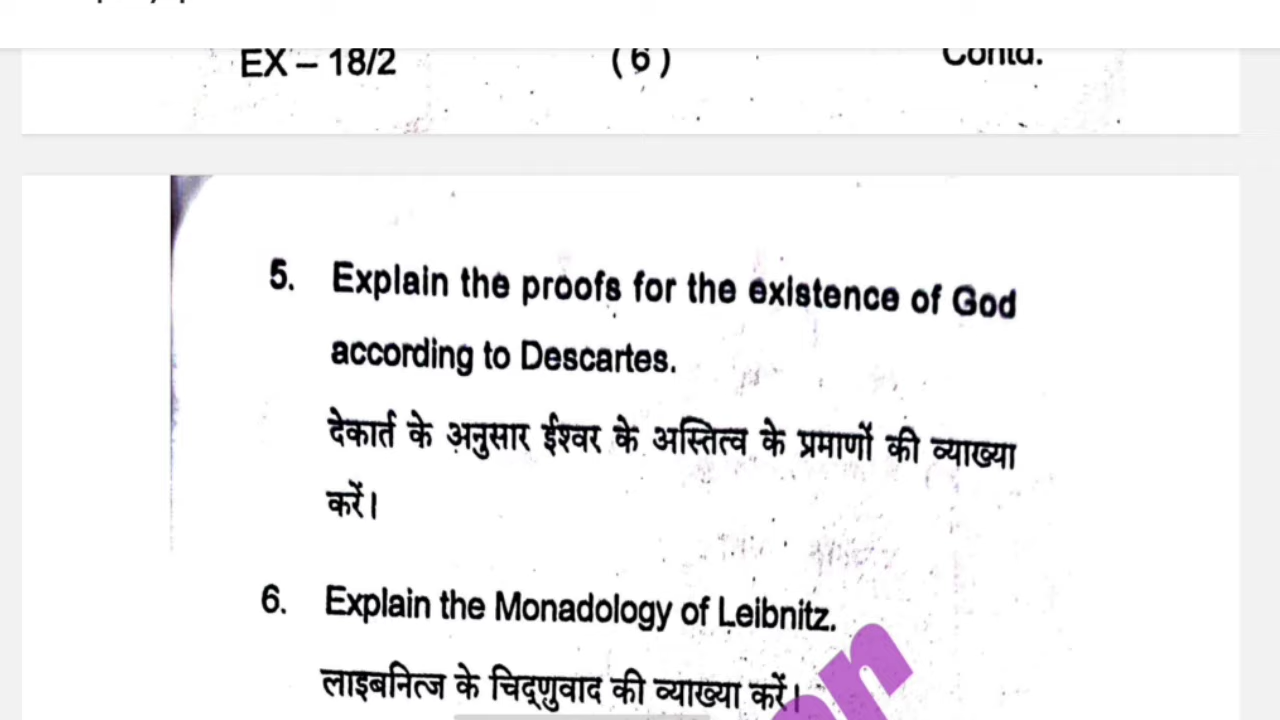 EX – 18/2 (6) Contd.
5. Explain the proofs for the existence of God
according to Descartes.
देकार्त के अनुसार ईश्वर के अस्तित्व के प्रमाणों की व्याख्या
करें।
6. Explain the Monadology of Leibnitz.
लाइबनित्ज के चिद्णुवाद की व्याख्या करें।